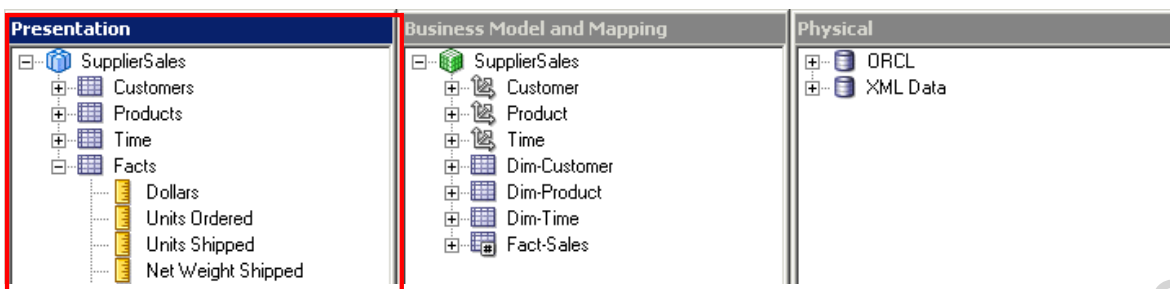 Presentation
SupplierSales
Customers
Products
Time
Facts
Dollars
Units Ordered
Units Shipped
Net Weight Shipped
Business Model and Mapping
SupplierSales
Customer
Product
Time
Dim-Customer
Dim-Product
Dim-Time
Fact-Sales
Physical
ORCL
XML Data